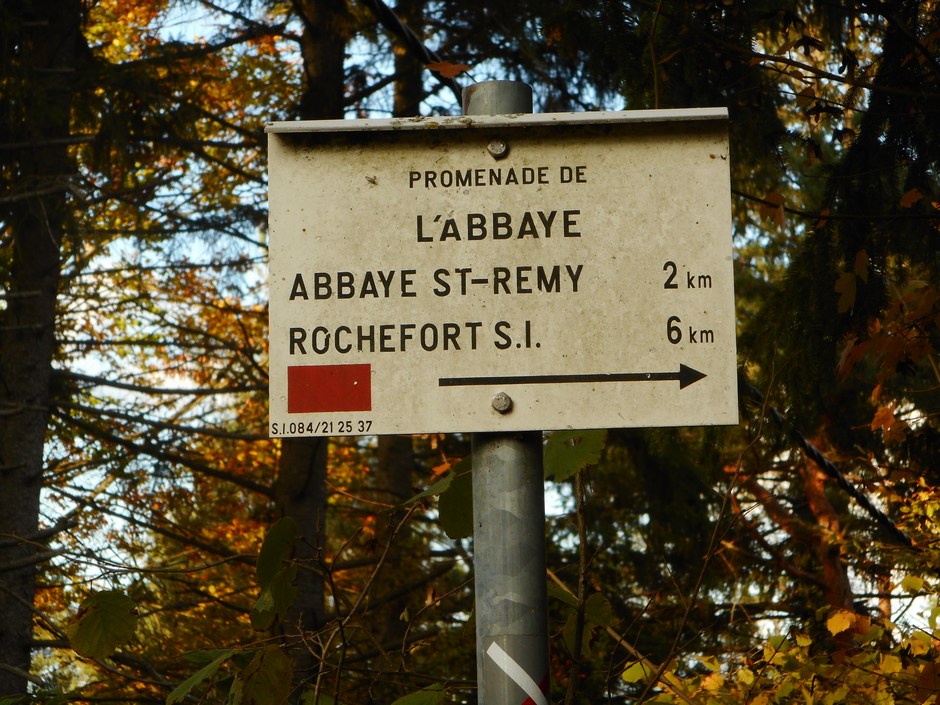 PROMENADE DE
L'ABBAYE
ABBAYE ST-REMY 2 km
ROCHEFORT S.I. 6 km
S.I.084/21 25 37